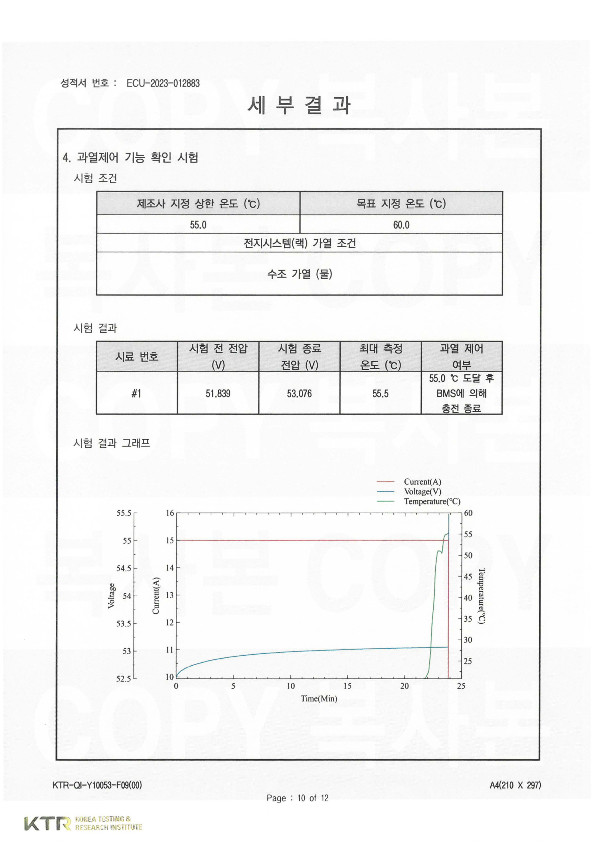 성적서 번호 : ECU-2023-012883
세 부 결 과
4. 과열제어 기능 확인 시험
시험 조건
제조사 지정 상한 온도 (℃) 목표 지정 온도 (℃)
55.0 60.0
전지시스템(랙) 가열 조건
수조 가열 (물)
시험 결과
시료 번호 시험 전 전압 (V) 시험 종료 전압 (V) 최대 측정 온도 (℃) 과열 제어 여부
#1 51,839 53,076 55,5 55.0 ℃ 도달 후 BMS에 의해 충전 종료
시험 결과 그래프
Current(A)
Voltage(V)
Temperature(℃)
55.5 16 60
55 15 55
54.5 14 50
54 13 45
53.5 12 40
53 11 35
52.5 10 30
25
Voltage
Current(A)
Temperature(℃)
0 5 10 15 20 25
Time(Min)
KTR-QI-Y10053-F09(00) A4(210 X 297)
Page : 10 of 12
KTR KOREA TESTING & RESEARCH INSTITUTE
복사본 COPY
COPY 복사본